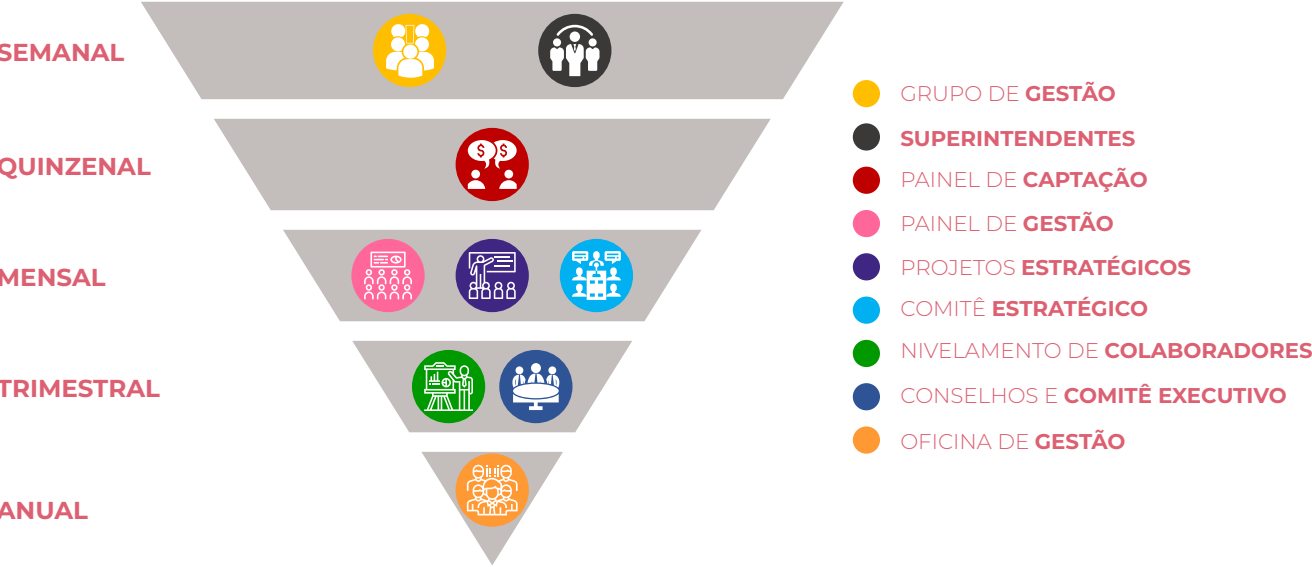 SEMANAL
QUINZENAL
MENSAL
TRIMESTRAL
ANUAL
GRUPO DE GESTÃO
SUPERINTENDENTES
PAINEL DE CAPTAÇÃO
PAINEL DE GESTÃO
PROJETOS ESTRATÉGICOS
COMITÊ ESTRATÉGICO
NIVELAMENTO DE COLABORADORES
CONSELHOS E COMITÊ EXECUTIVO
OFICINA DE GESTÃO
$ $